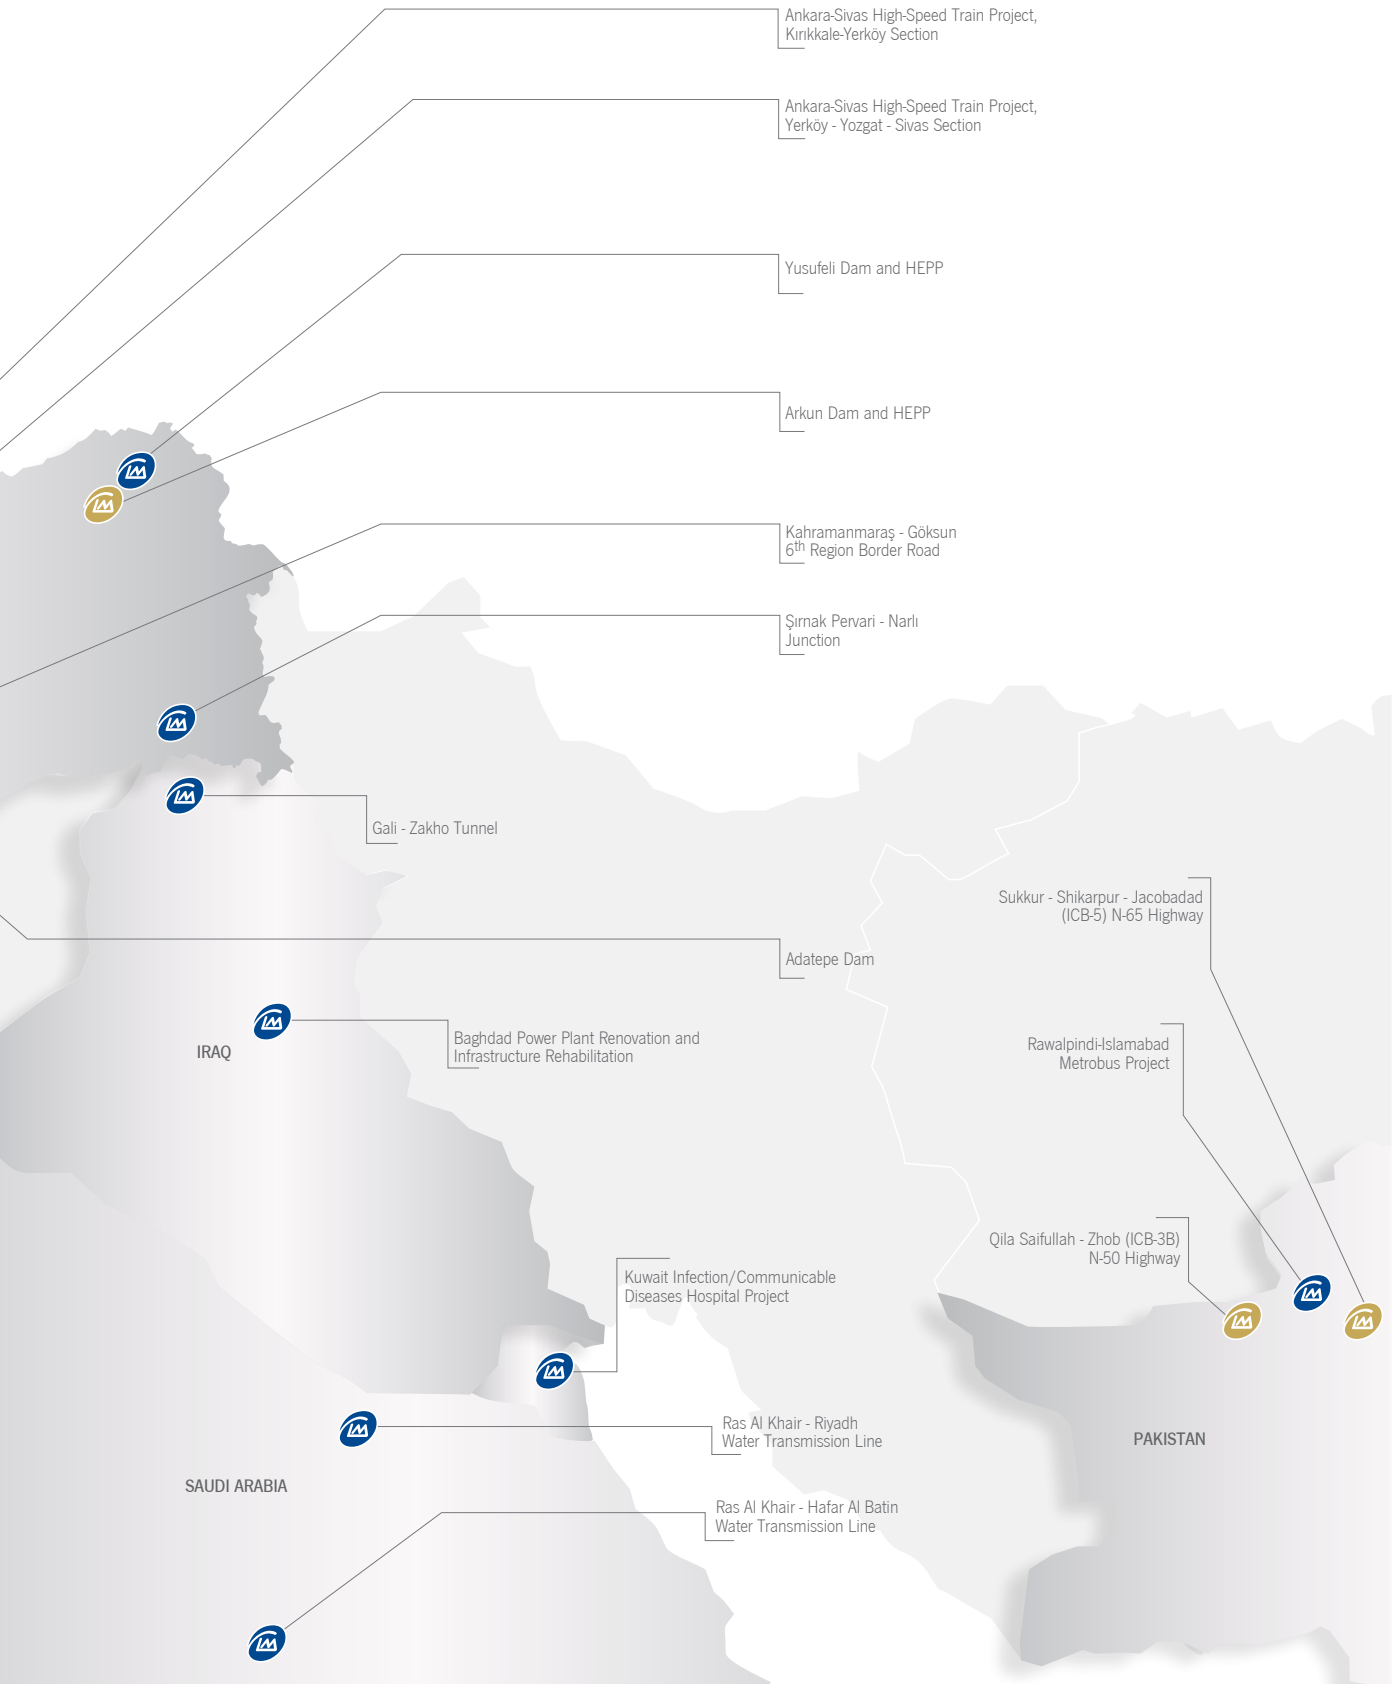 Ankara-Sivas High-Speed Train Project,
Kırıkkale-Yerköy Section
Ankara-Sivas High-Speed Train Project,
Yerköy - Yozgat - Sivas Section
Yusufeli Dam and HEPP
Arkun Dam and HEPP
Kahramanmaraş - Göksun
6th Region Border Road
Şırnak Pervari - Narlı
Junction
Gali - Zakho Tunnel
Sukkur - Shikarpur - Jacobadad
(ICB-5) N-65 Highway
Adatepe Dam
Baghdad Power Plant Renovation and
Infrastructure Rehabilitation
IRAQ
Rawalpindi-Islamabad
Metrobus Project
Qila Saifullah - Zhob (ICB-3B)
N-50 Highway
Kuwait Infection/Communicable
Diseases Hospital Project
Ras Al Khair - Riyadh
Water Transmission Line
PAKISTAN
SAUDI ARABIA
Ras Al Khair - Hafar Al Batin
Water Transmission Line